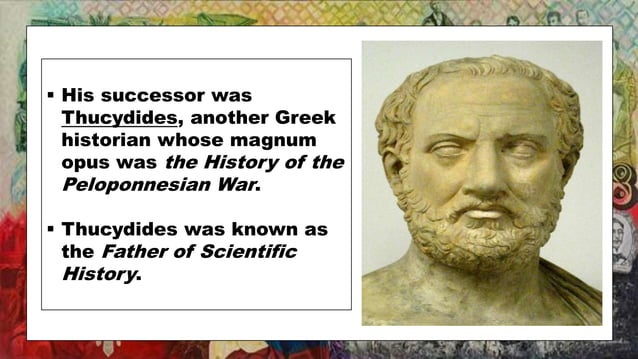 ▪ His successor was
Thucydides, another Greek
historian whose magnum
opus was the History of the
Peloponnesian War.
▪ Thucydides was known as
the Father of Scientific
History.